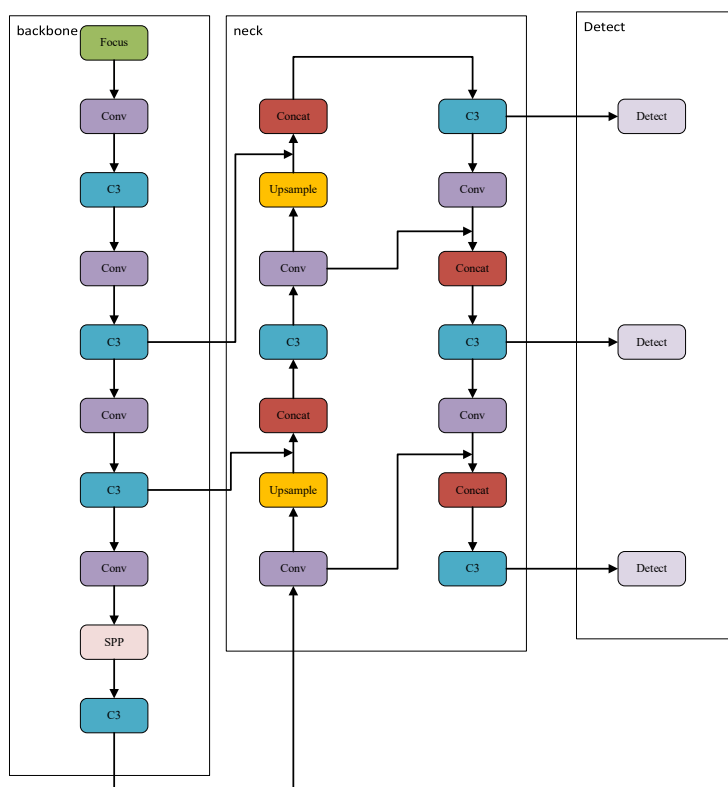 backbone
Focus
Conv
C3
Conv
C3
Conv
C3
Conv
SPP
C3
neck
Concat
Upsample
Conv
C3
Concat
Upsample
Conv
C3
Conv
Concat
C3
Conv
Concat
C3
Detect
Detect
Detect
Detect